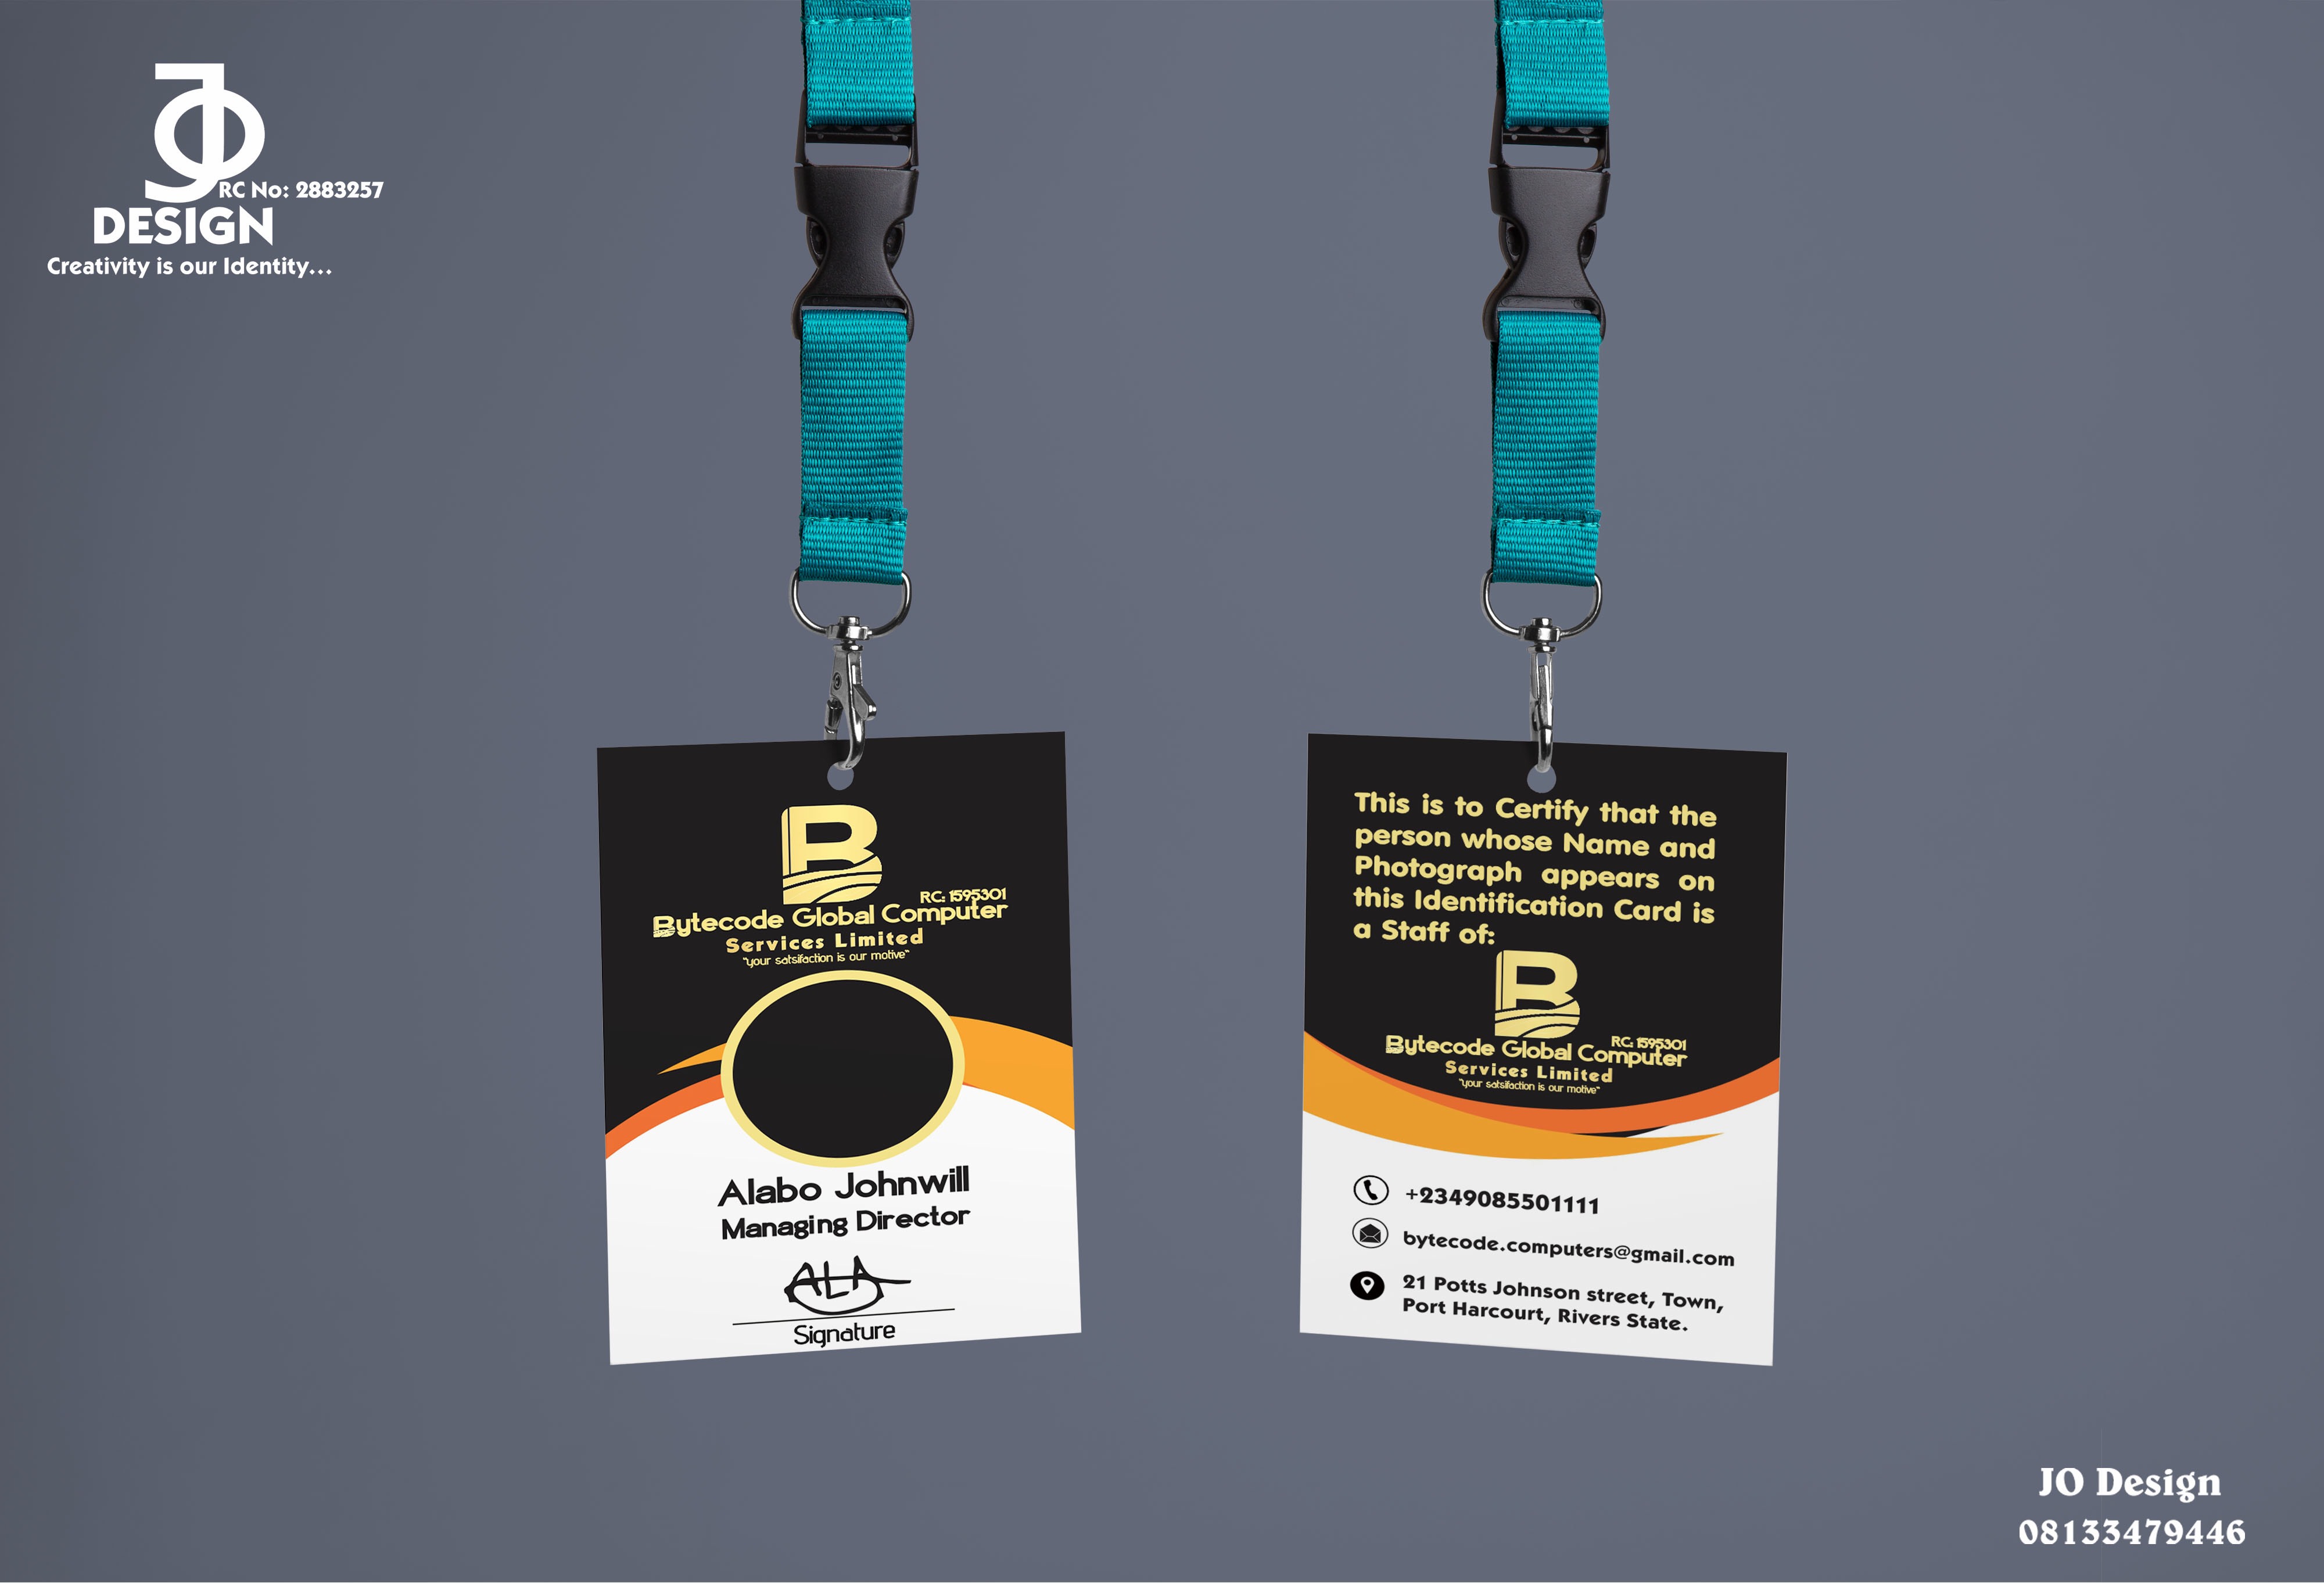 JO
RC No: 2883257
DESIGN
Creativity is our Identity...
B
RC: 1595301
Bytecode Global Computer
Services Limited
"your satsifaction is our motive"
Alabo Johnwill
Managing Director
ALA
Signature
This is to Certify that the
person whose Name and
Photograph appears on
this Identification Card is
a Staff of:
B
RC: 1595301
Bytecode Global Computer
Services Limited
"your satsifaction is our motive"
+2349085501111
bytecode.computers@gmail.com
21 Potts Johnson street, Town,
Port Harcourt, Rivers State.
JO Design
08133479446